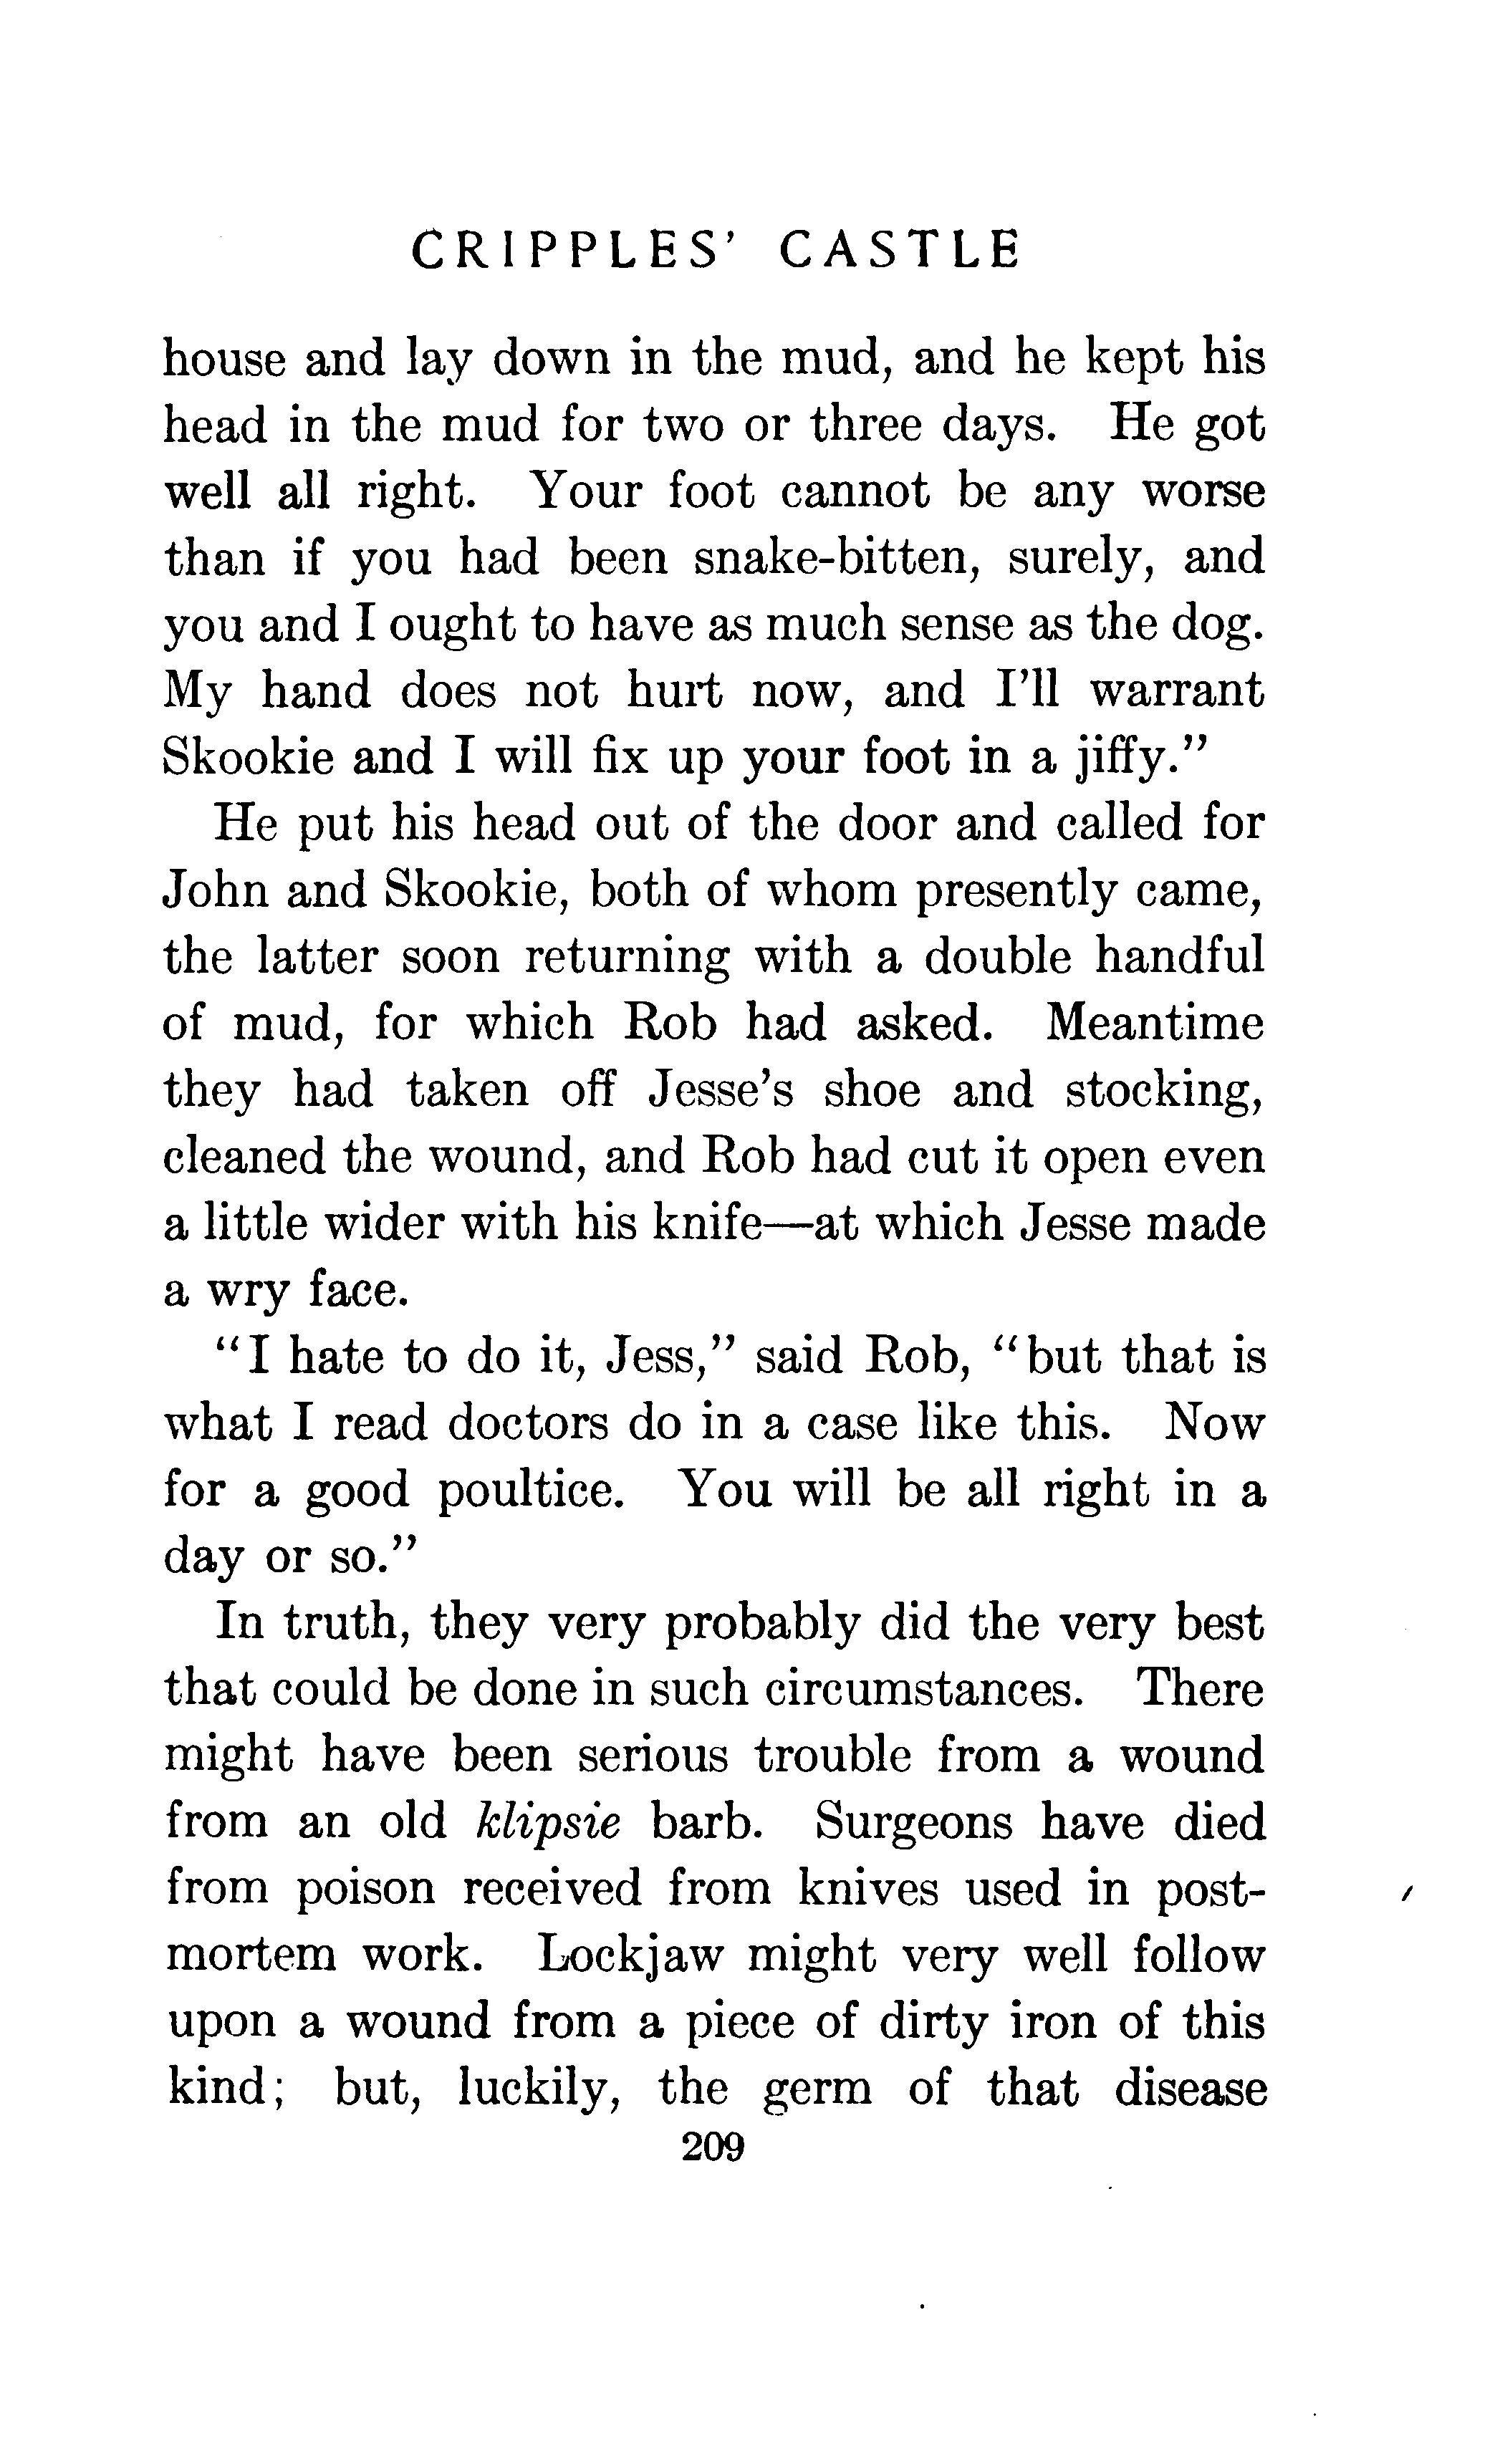 CRIPPLES' CASTLE
house and lay down in the mud, and he kept his
head in the mud for two or three days. He got
well all right. Your foot cannot be any worse
than if you had been snake-bitten, surely, and
you and I ought to have as much sense as the dog.
My hand does not hurt now, and I'll warrant
Skookie and I will fix up your foot in a jiffy."
He put his head out of the door and called for
John and Skookie, both of whom presently came,
the latter soon returning with a double handful
of mud, for which Rob had asked. Meantime
they had taken off Jesse's shoe and stocking,
cleaned the wound, and Rob had cut it open even
a little wider with his knife—at which Jesse made
a wry face.
"I hate to do it, Jess," said Rob, "but that is
what I read doctors do in a case like this. Now
for a good poultice. You will be all right in a
day or so."
In truth, they very probably did the very best
that could be done in such circumstances. There
might have been serious trouble from a wound
from an old klipsie barb. Surgeons have died
from poison received from knives used in post-
mortem work. Lockjaw might very well follow
upon a wound from a piece of dirty iron of this
kind; but, luckily, the germ of that disease
209